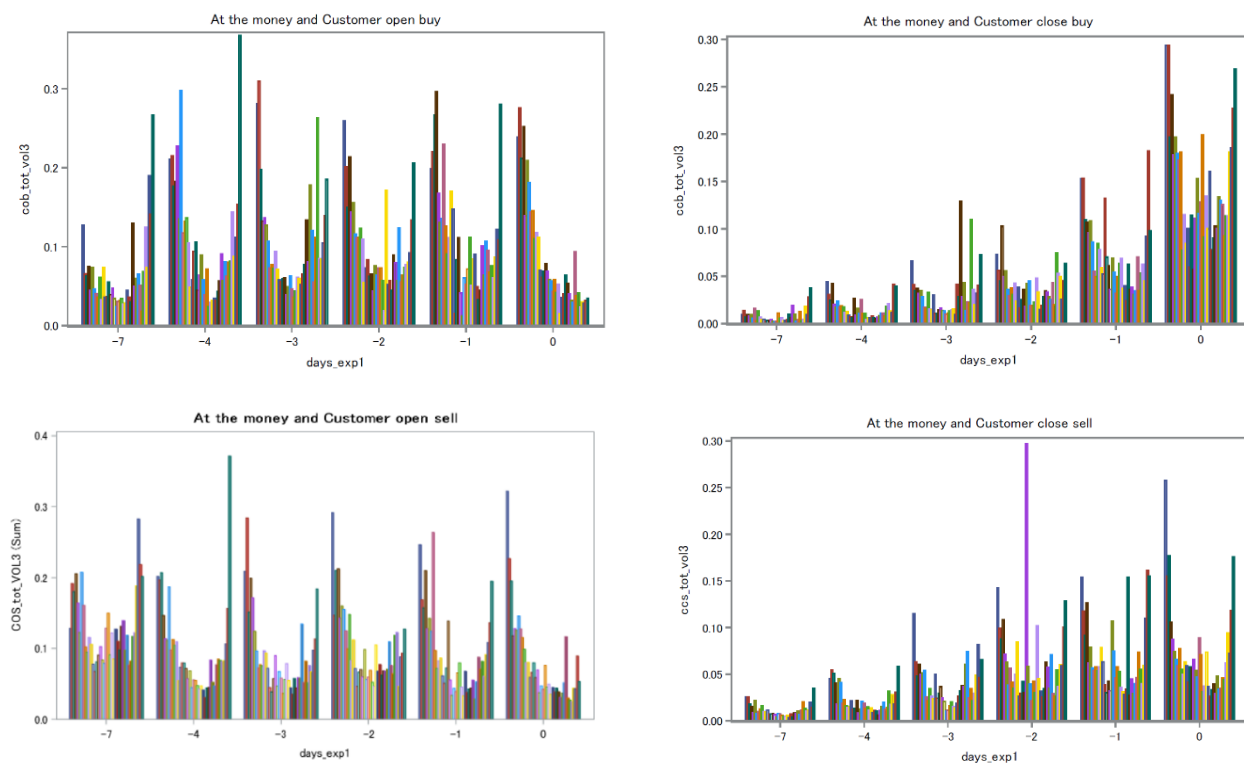 At the money and Customer open buy
cob_tot_vol3
0.3
0.2
0.1
0.0
-7 -4 -3 -2 -1 0
days_exp1
At the money and Customer close buy
ccb_tot_vol3
0.30
0.25
0.20
0.15
0.10
0.05
0.00
-7 -4 -3 -2 -1 0
days_exp1
At the money and Customer open sell
COS_tot_VOL3 (Sum)
0.4
0.3
0.2
0.1
0.0
-7 -4 -3 -2 -1 0
days_exp1
At the money and Customer close sell
ccs_tot_vol3
0.30
0.25
0.20
0.15
0.10
0.05
0.00
-7 -4 -3 -2 -1 0
days_exp1